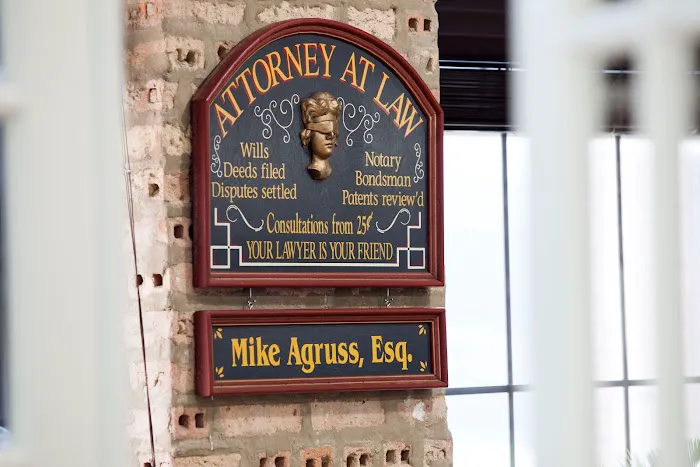 ATTORNEY AT LAW
Wills
Deeds filed
Disputes settled
Notary
Bondsman
Patents review'd
Consultations from 25¢
YOUR LAWYER IS YOUR FRIEND
Mike Agruss, Esq.